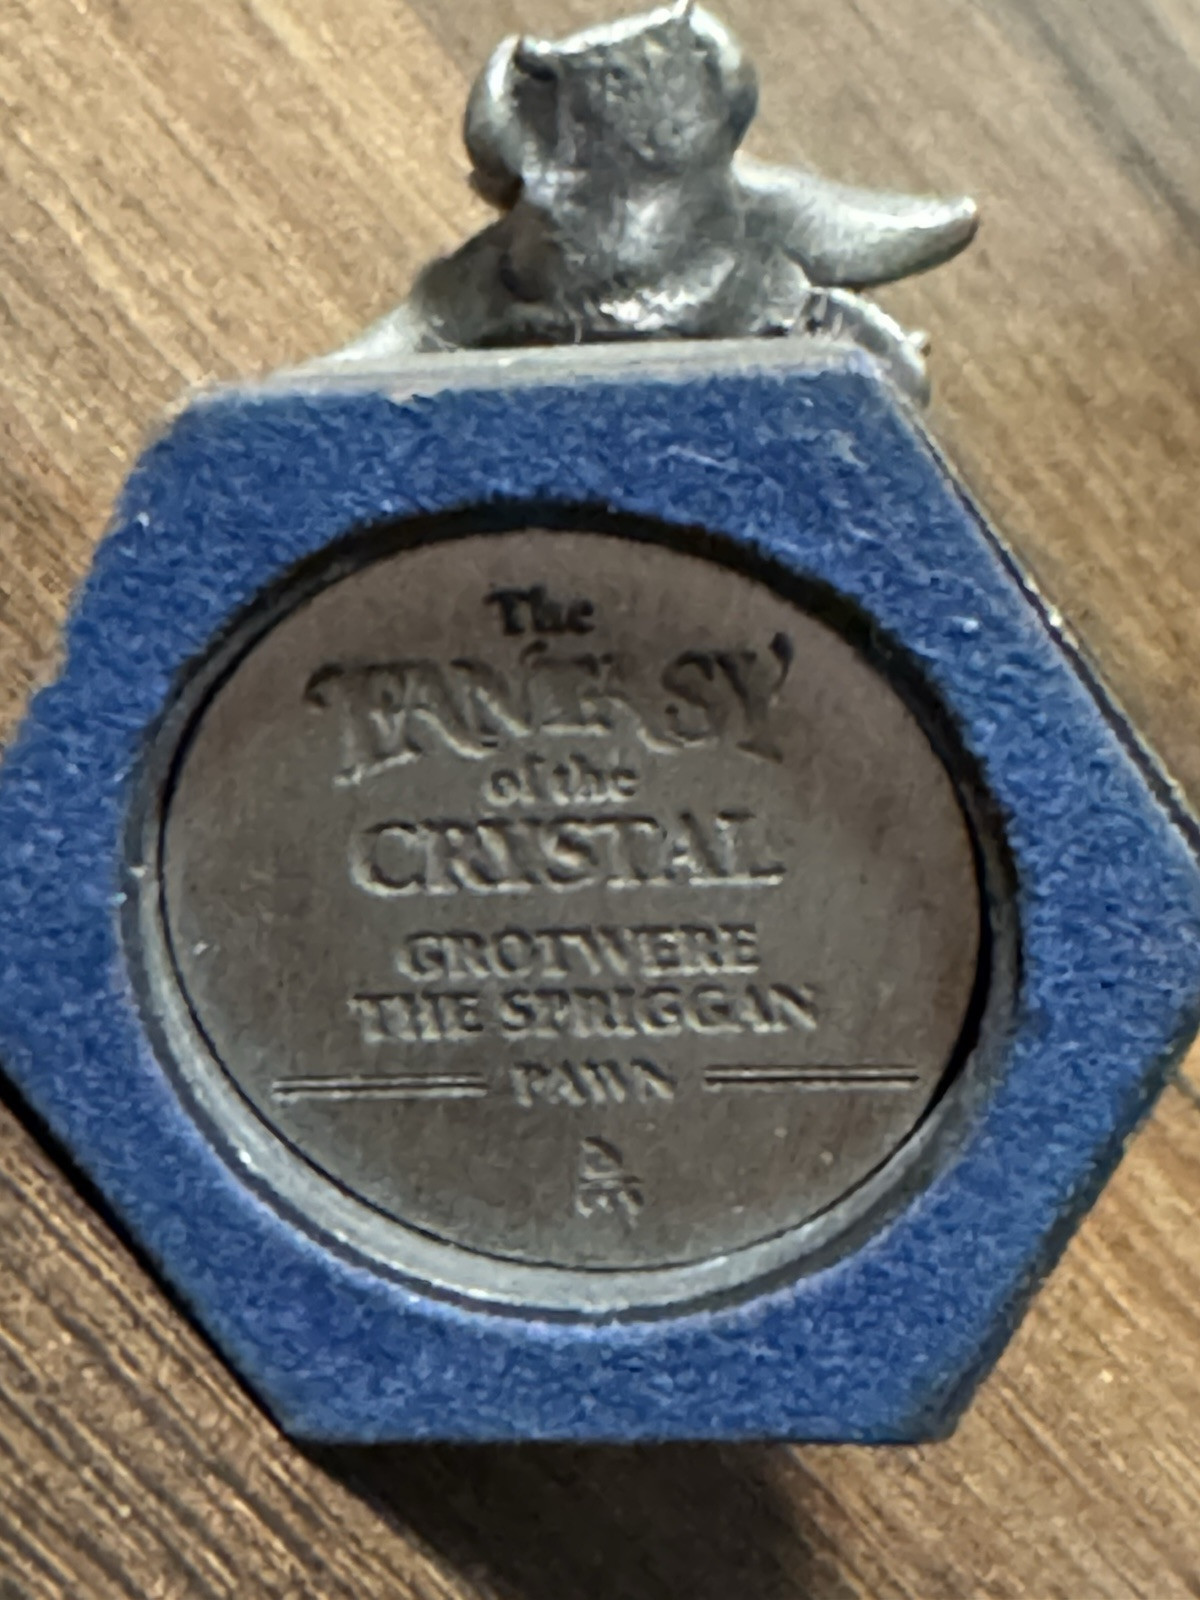 The
FANTASY
of the
CRYSTAL
GROTWERE
THE SPRIGGAN
PAWN